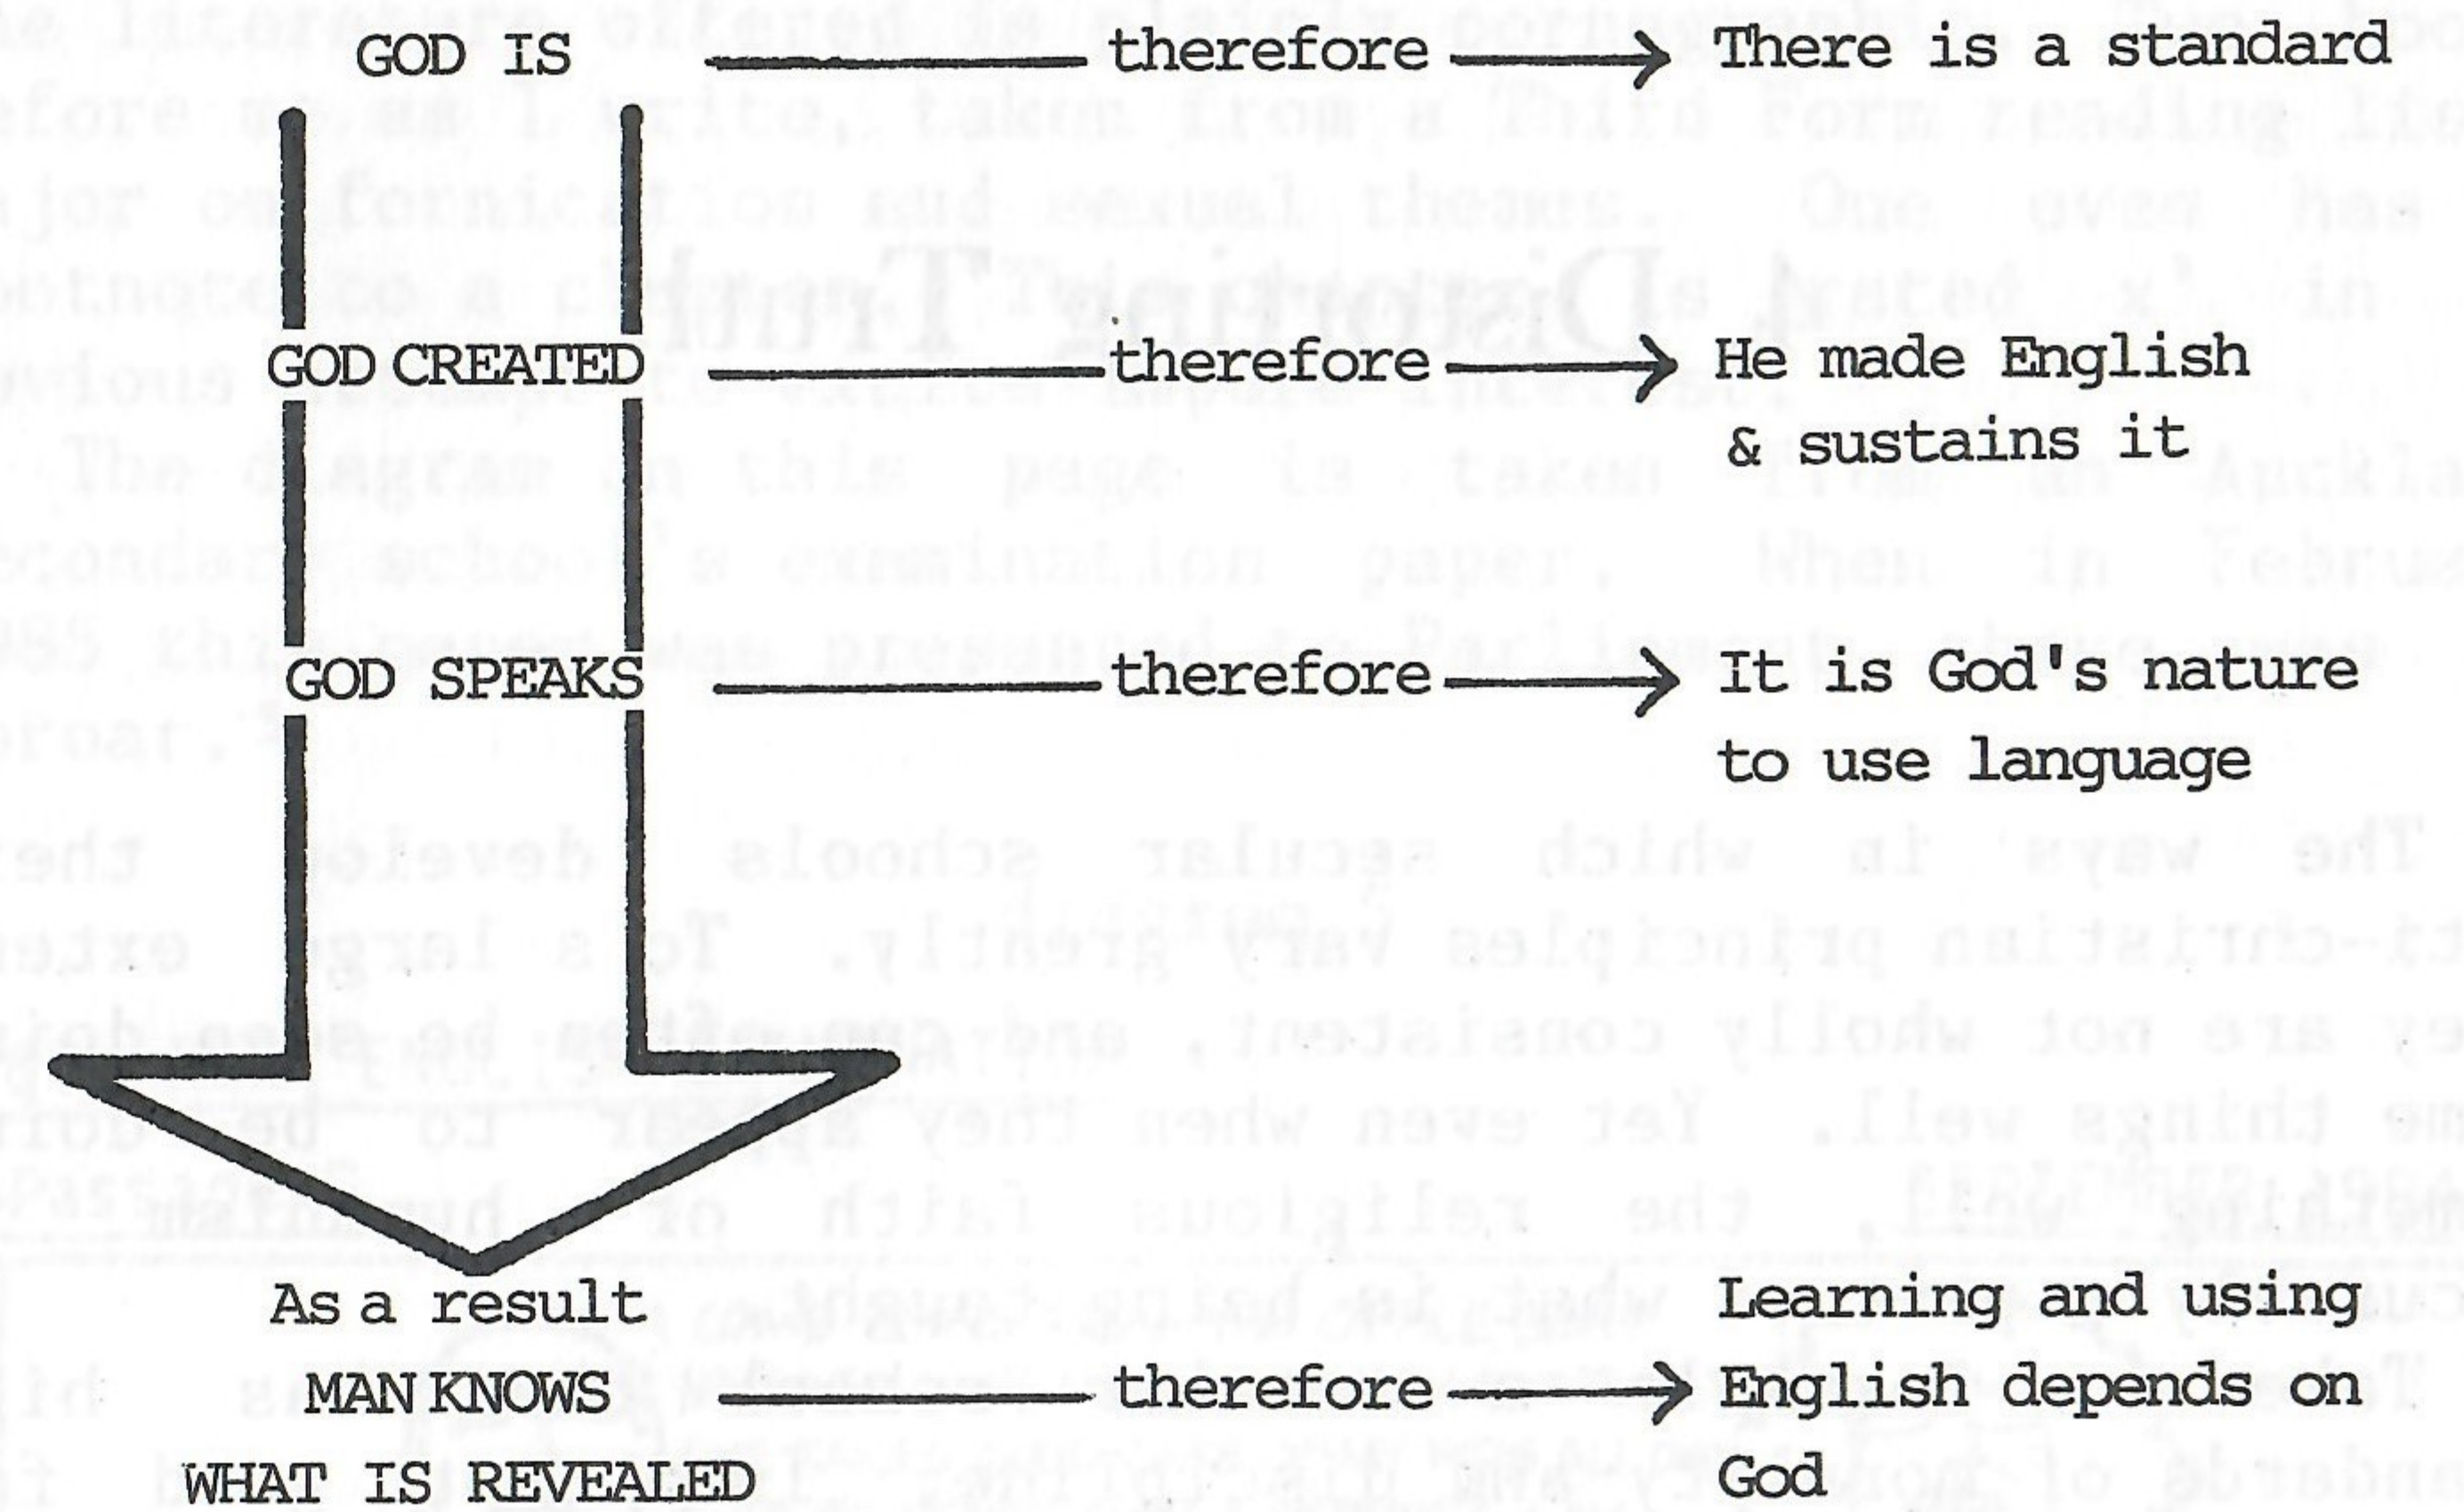 GOD IS therefore There is a standard
GOD CREATED therefore He made English
& sustains it
GOD SPEAKS therefore It is God's nature
to use language
As a result Learning and using
MAN KNOWS therefore English depends on
WHAT IS REVEALED God